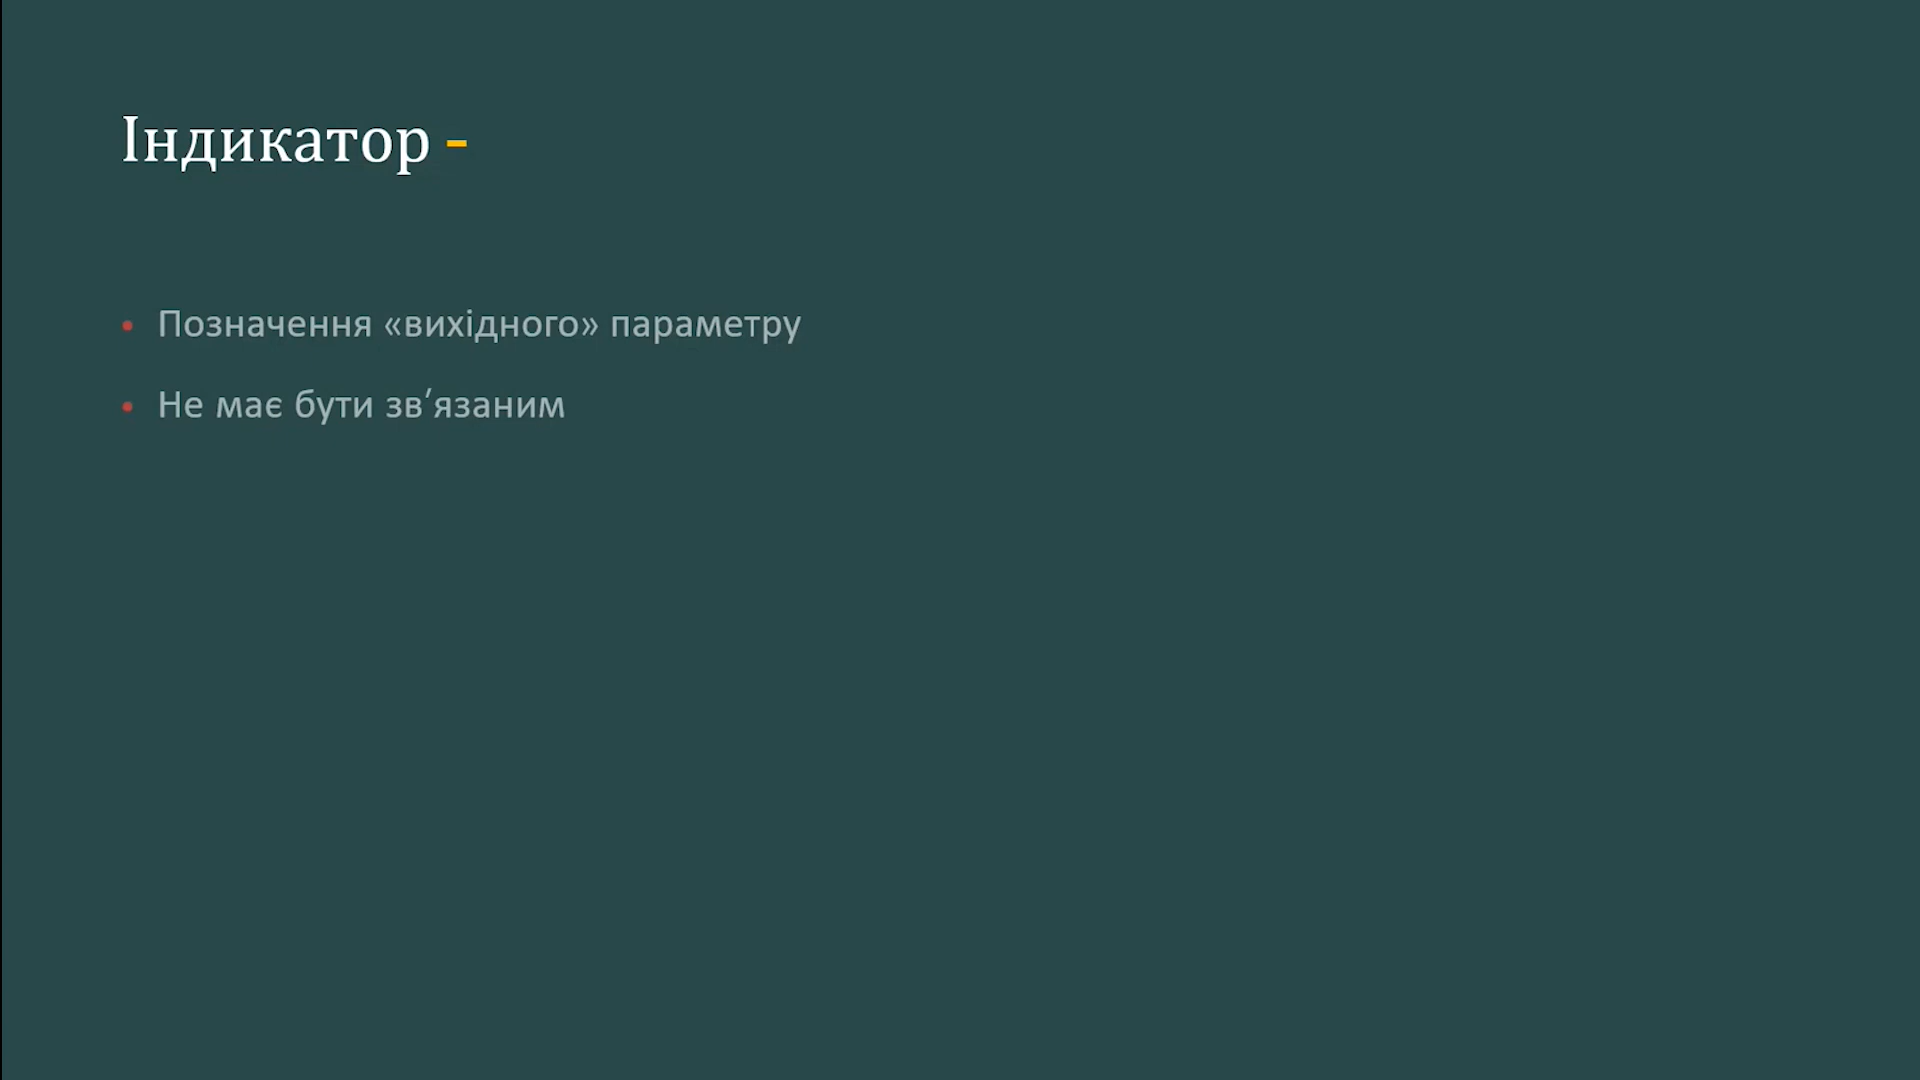 Індикатор -
• Позначення «вихідного» параметру
• Не має бути зв′язаним